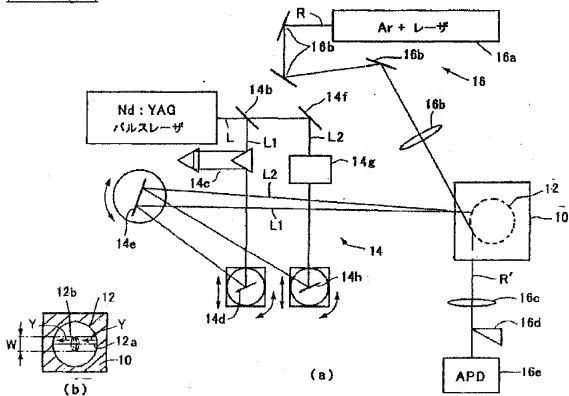 R
Ar + レーザ
16b
16b
16a
16
14b
14f
Nd : YAG
パルスレーザ
L
L2
16b
L1
14g
14c
12
L2
10
14e
L1
14
14h
R'
14d
16c
12b
12
Y
Y
16d
W
12a
10
(b)
(a)
APD
16e